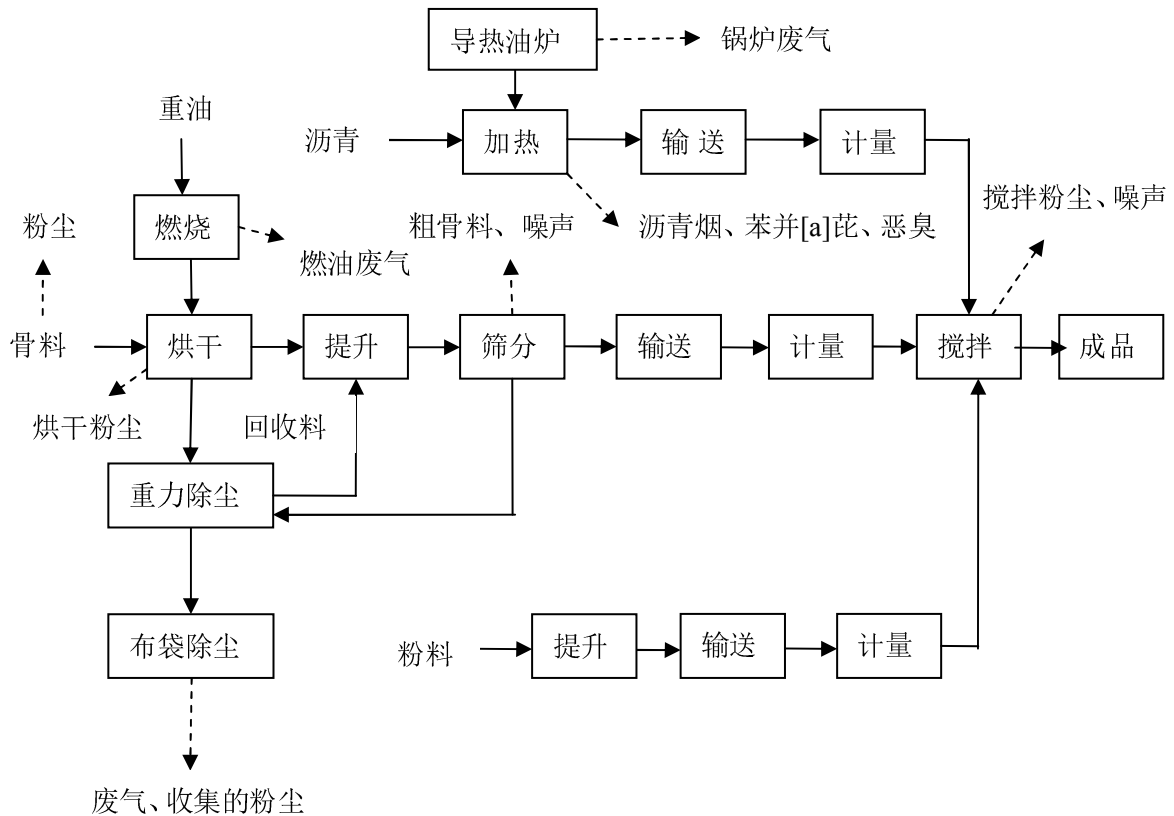 导热油炉
锅炉废气
重油
沥青
加热
输 送
计量
搅拌粉尘、噪声
粉尘
燃烧
粗骨料、噪声
沥青烟、苯并[a]芘、恶臭
燃油废气
骨料
烘干
提升
筛分
输送
计量
搅拌
成品
烘干粉尘
回收料
重力除尘
布袋除尘
粉料
提升
输送
计量
废气、收集的粉尘